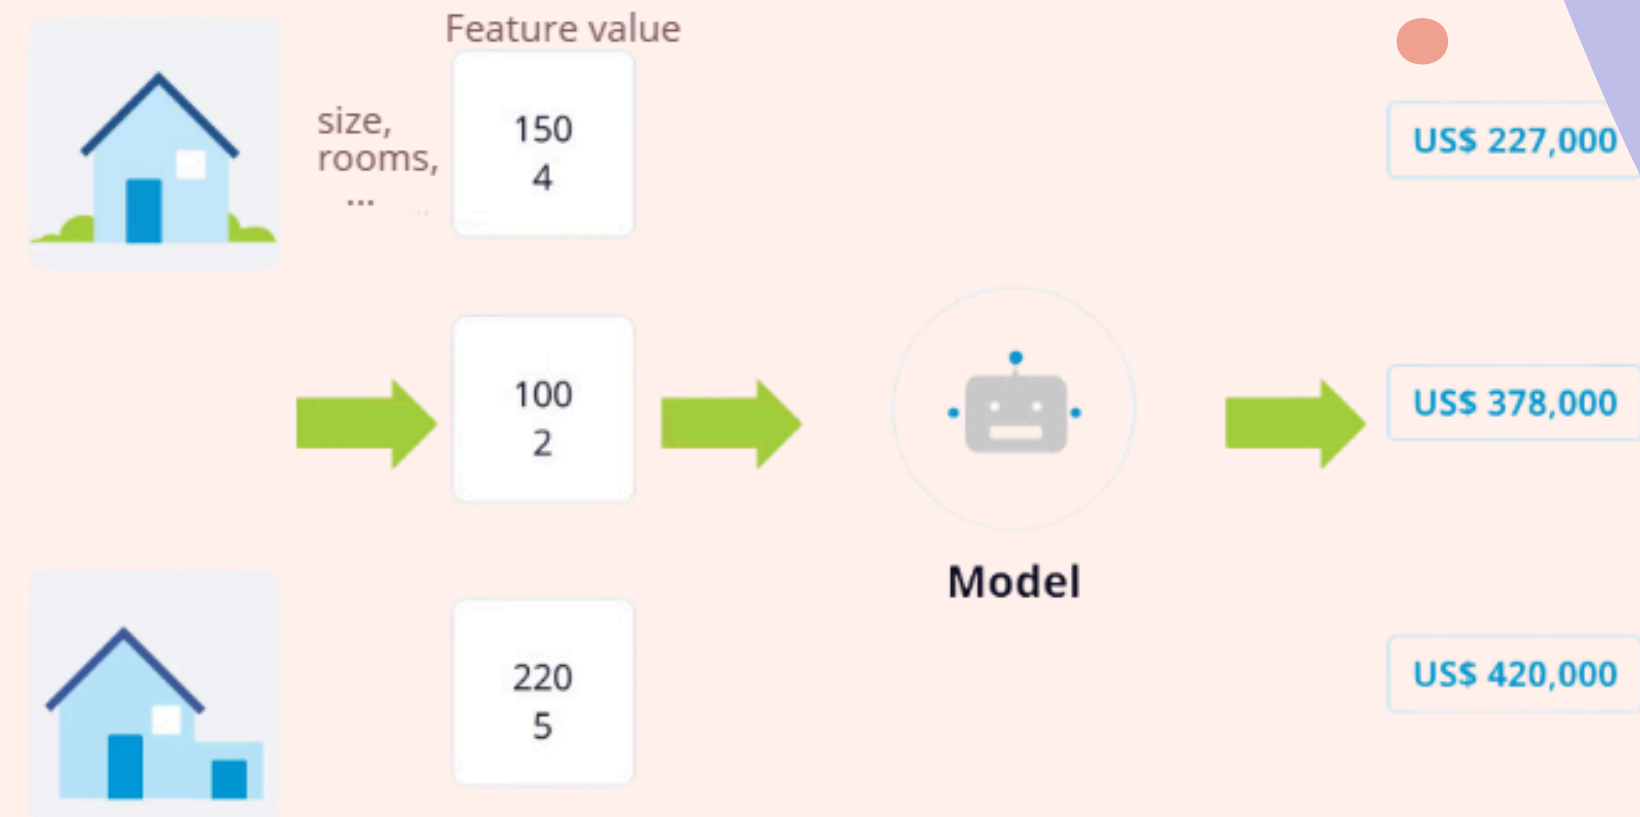 Feature value
size,
rooms,
...
150
4
US$ 227,000
100
2
US$ 378,000
Model
220
5
US$ 420,000